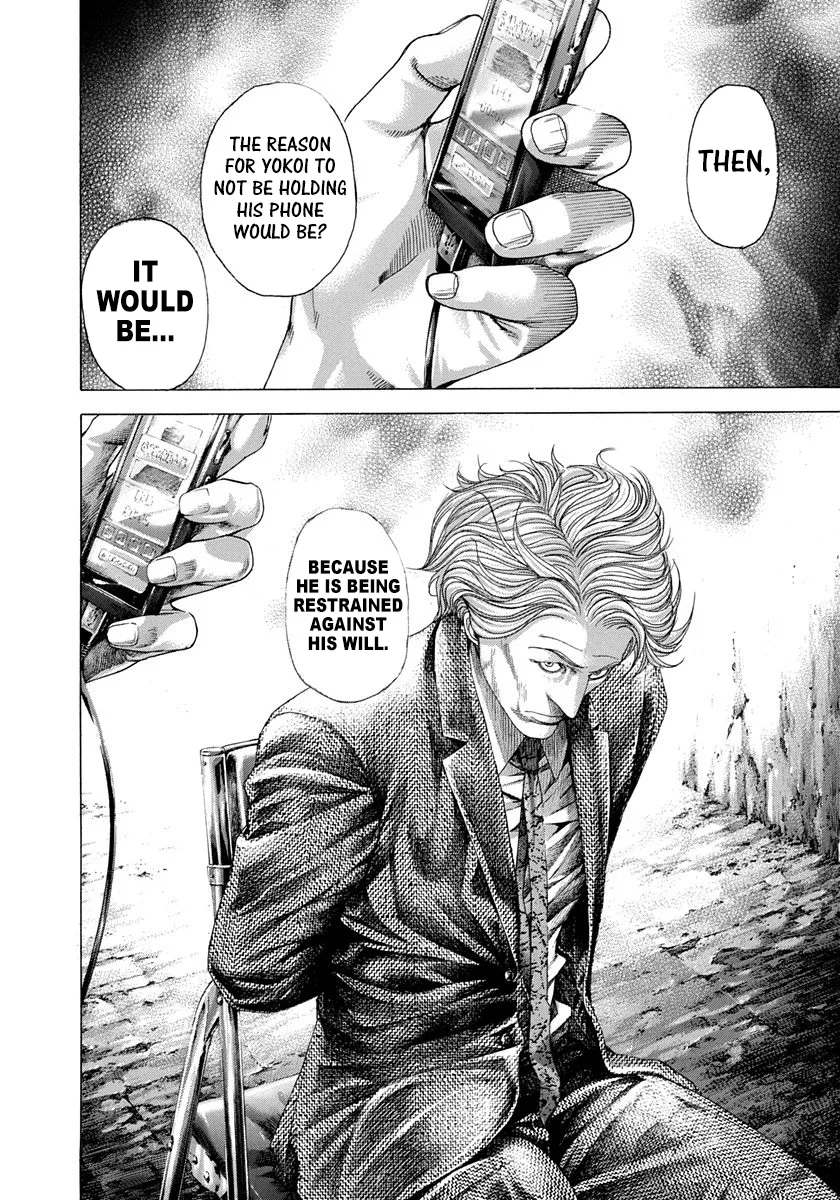 THEN,
THE REASON
FOR YOKOI TO
NOT BE HOLDING
HIS PHONE
WOULD BE?
IT
WOULD
BE...
BECAUSE
HE IS BEING
RESTRAINED
AGAINST
HIS WILL.